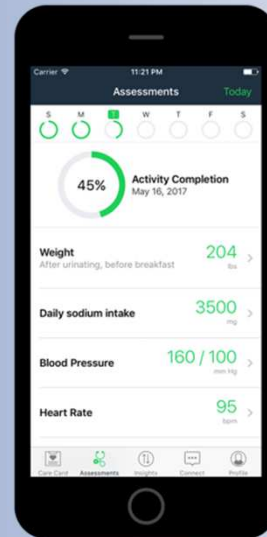 Carrier 11:21 PM
Assessments Today
S M T W T F S
45%
Activity Completion
May 16, 2017
Weight 204
After urinating, before breakfast lbs
Daily sodium intake 3500
mg
Blood Pressure 160 / 100
mm Hg
Heart Rate 95
bpm
Care Card Assessments Insights Connect Profile